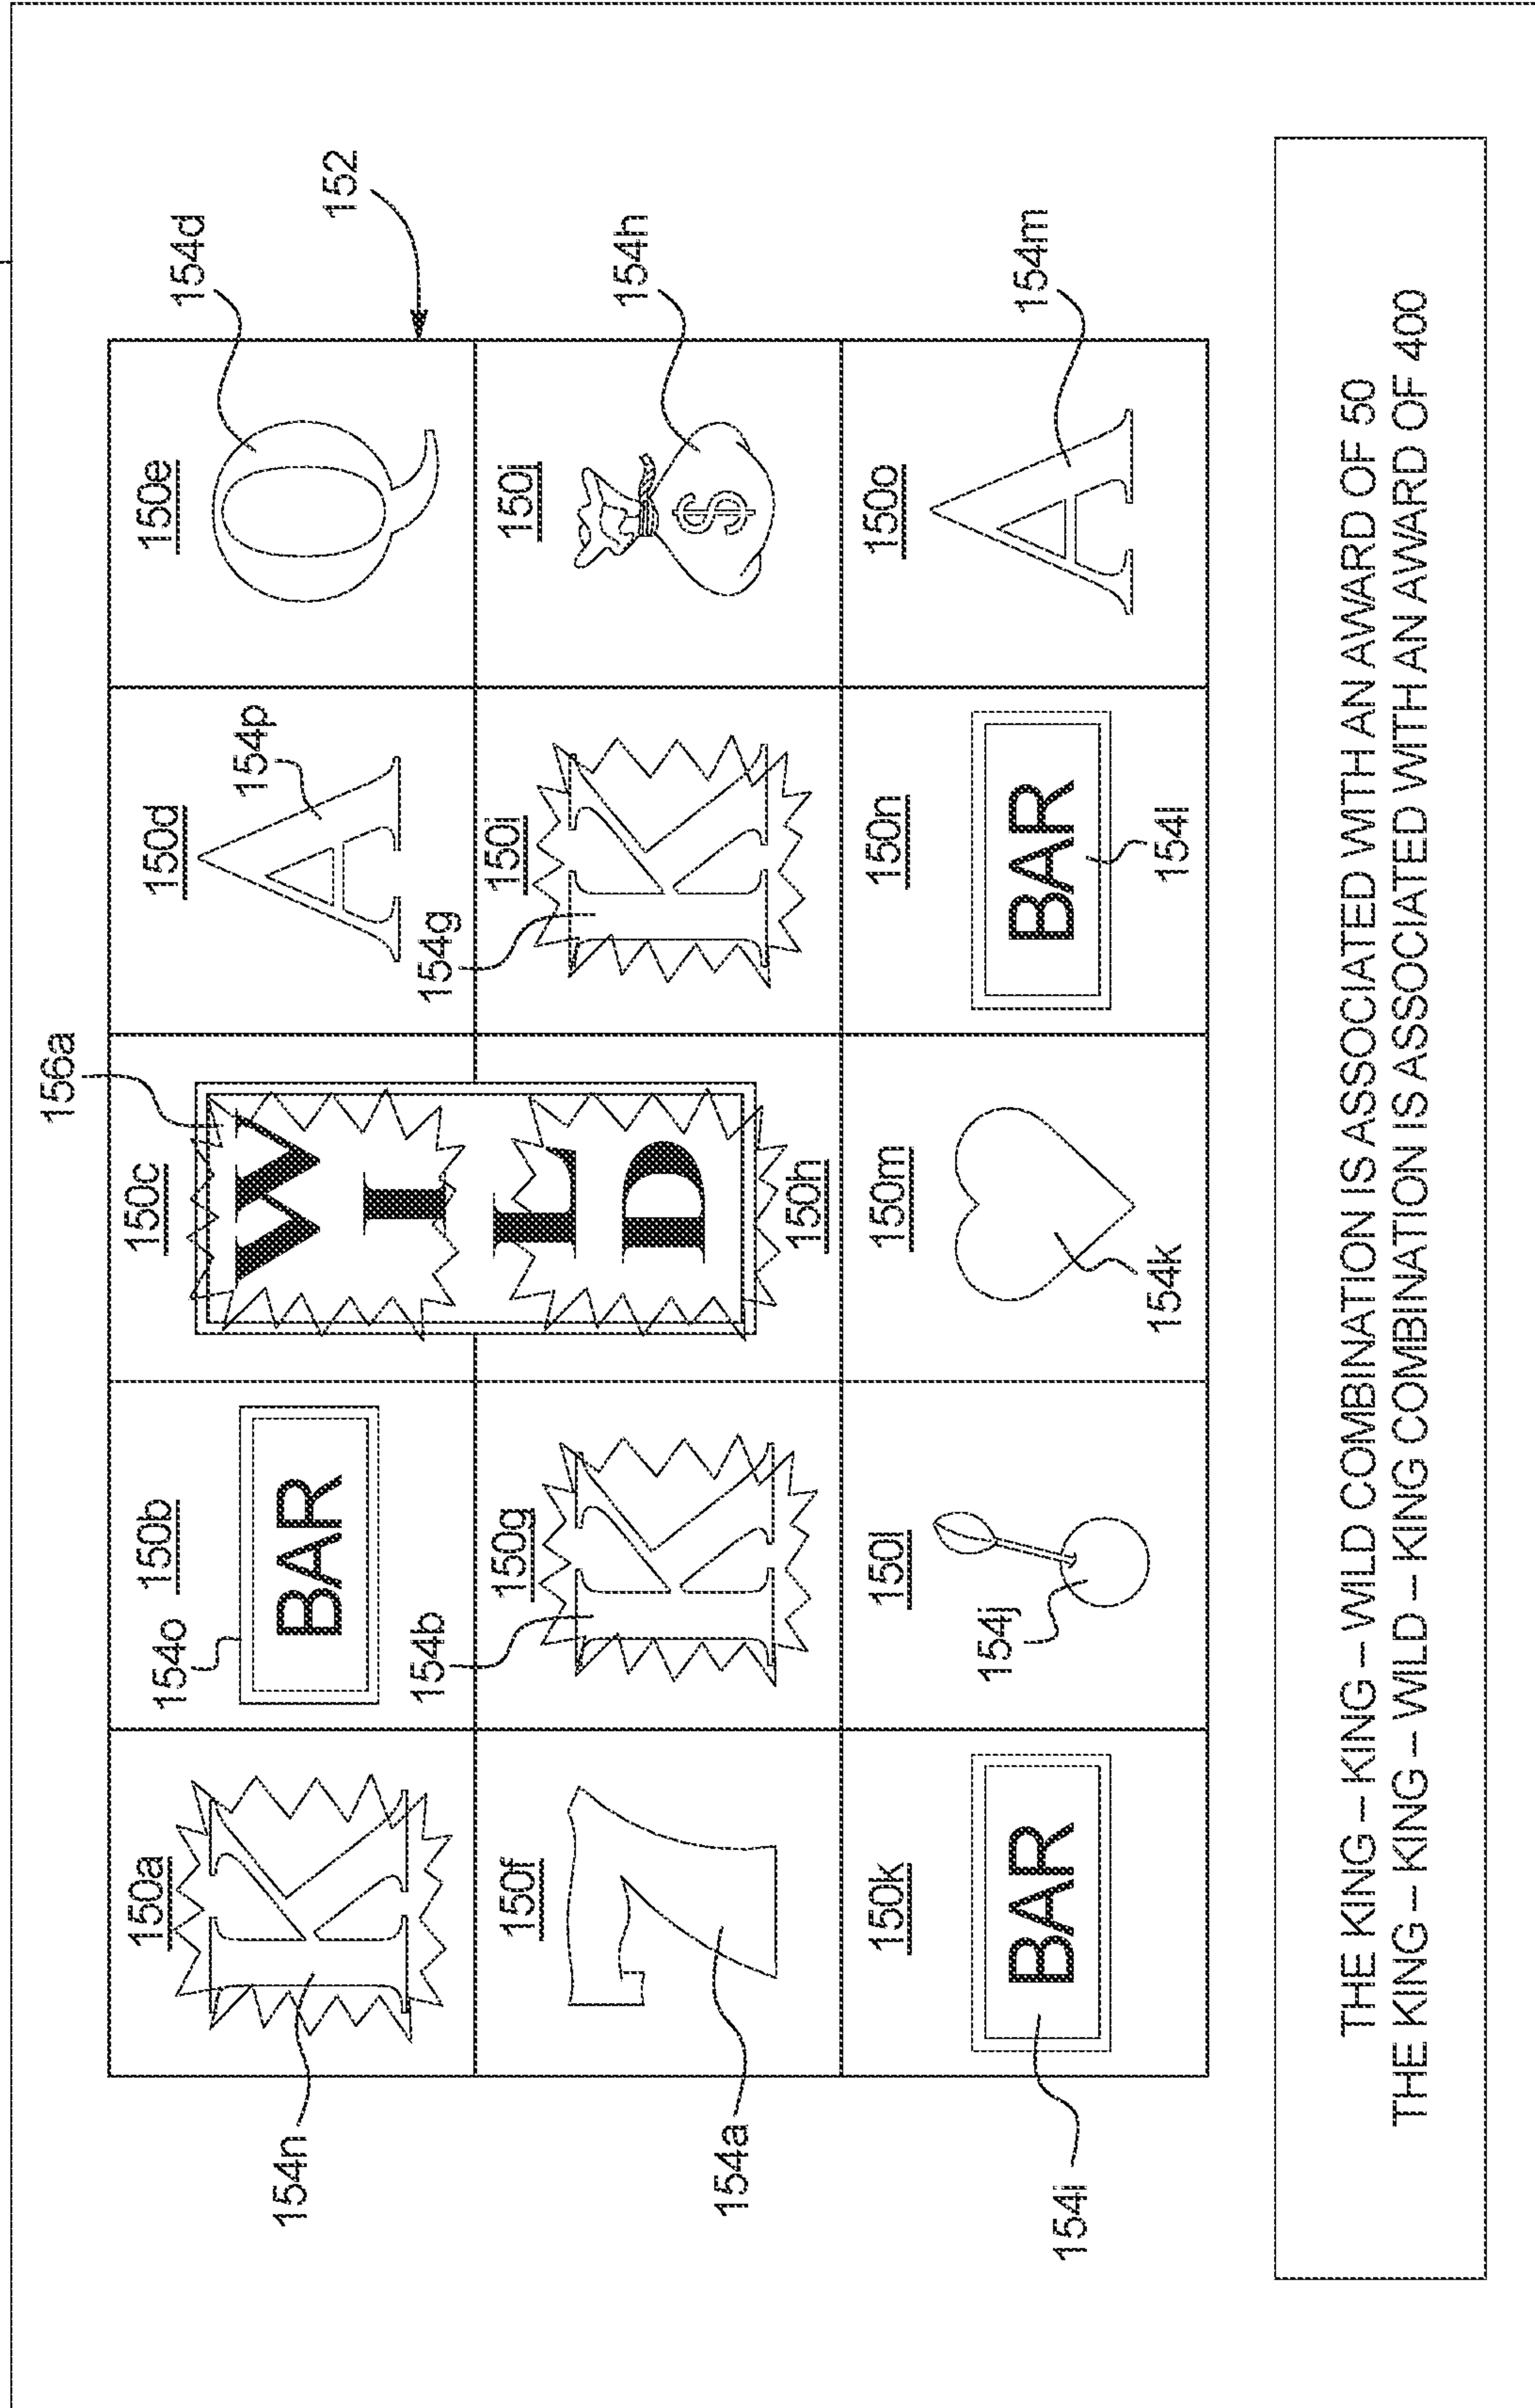 156a
154d
152
150a
150b
150c
150d
150e
154o
BAR
WILD
A
154p
Q
K
154n
154b
154g
154h
150f
150g
150h
150i
150j
7
K
K
$
154a
150k
150l
150m
150n
150o
BAR
154j
154k
BAR
154l
A
154m
154i
THE KING – KING – WILD COMBINATION IS ASSOCIATED WITH AN AWARD OF 50
THE KING – KING – WILD – KING COMBINATION IS ASSOCIATED WITH AN AWARD OF 400